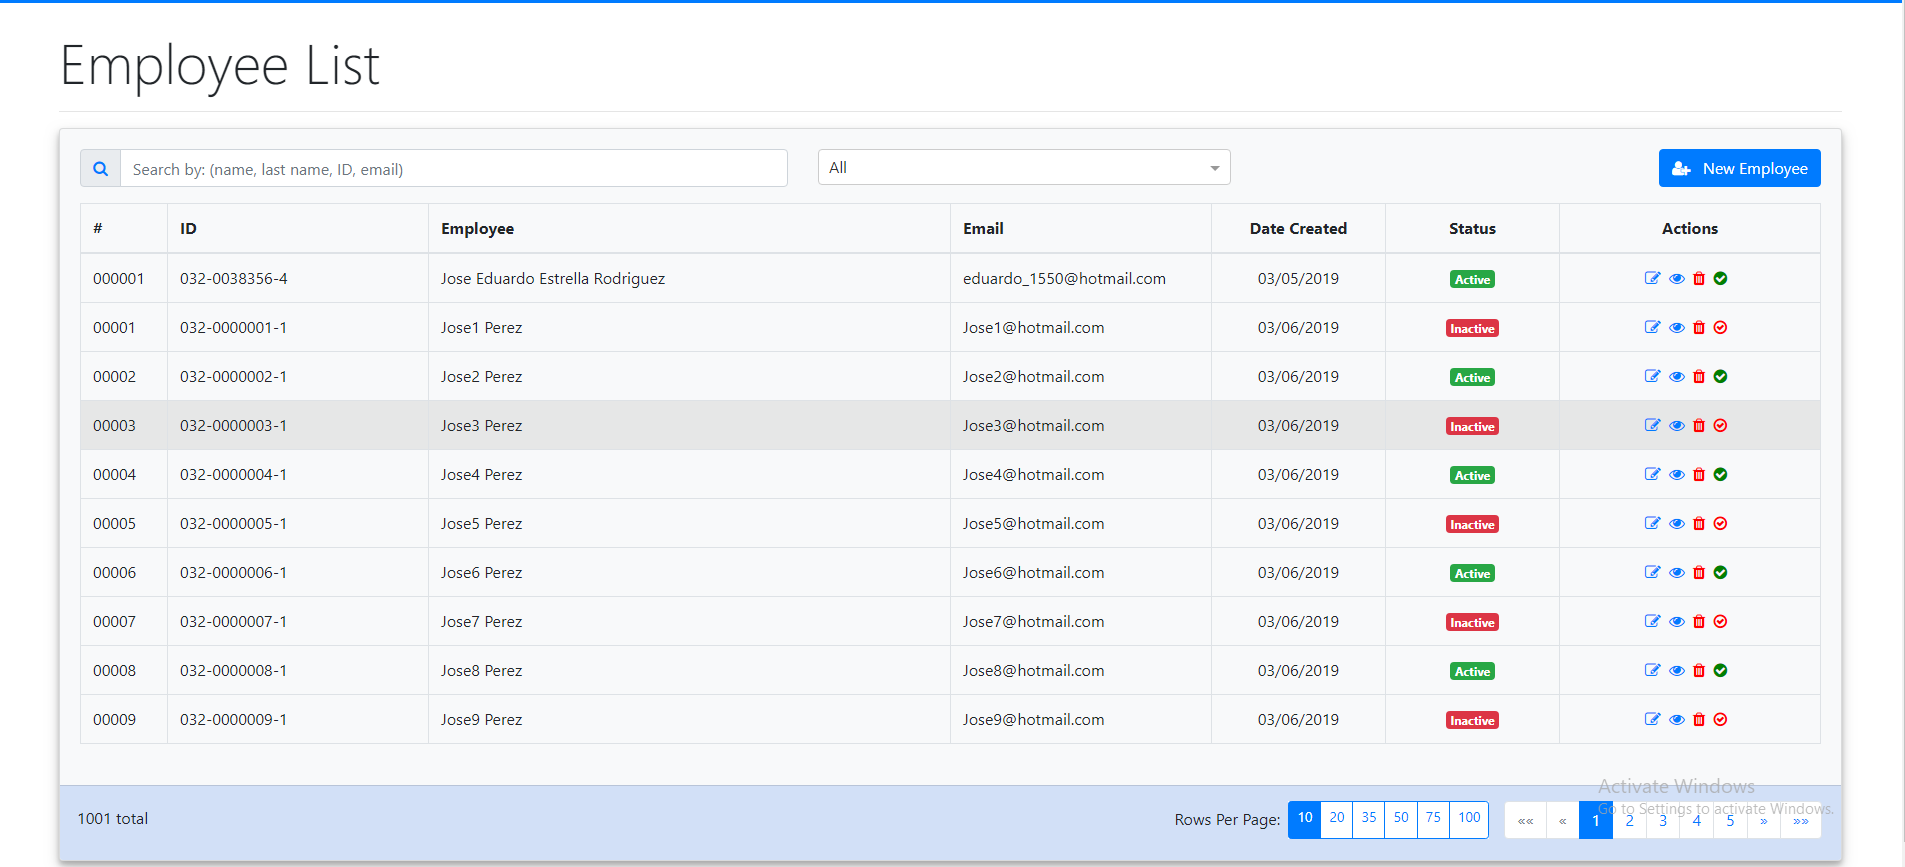 Employee List
Search by: (name, last name, ID, email) All New Employee
# ID Employee Email Date Created Status Actions
000001 032-0038356-4 Jose Eduardo Estrella Rodriguez eduardo_1550@hotmail.com 03/05/2019 Active
00001 032-0000001-1 Jose1 Perez Jose1@hotmail.com 03/06/2019 Inactive
00002 032-0000002-1 Jose2 Perez Jose2@hotmail.com 03/06/2019 Active
00003 032-0000003-1 Jose3 Perez Jose3@hotmail.com 03/06/2019 Inactive
00004 032-0000004-1 Jose4 Perez Jose4@hotmail.com 03/06/2019 Active
00005 032-0000005-1 Jose5 Perez Jose5@hotmail.com 03/06/2019 Inactive
00006 032-0000006-1 Jose6 Perez Jose6@hotmail.com 03/06/2019 Active
00007 032-0000007-1 Jose7 Perez Jose7@hotmail.com 03/06/2019 Inactive
00008 032-0000008-1 Jose8 Perez Jose8@hotmail.com 03/06/2019 Active
00009 032-0000009-1 Jose9 Perez Jose9@hotmail.com 03/06/2019 Inactive
Activate Windows
Go to Settings to activate Windows.
1001 total Rows Per Page: 10 20 35 50 75 100 «« « 1 2 3 4 5 » »»